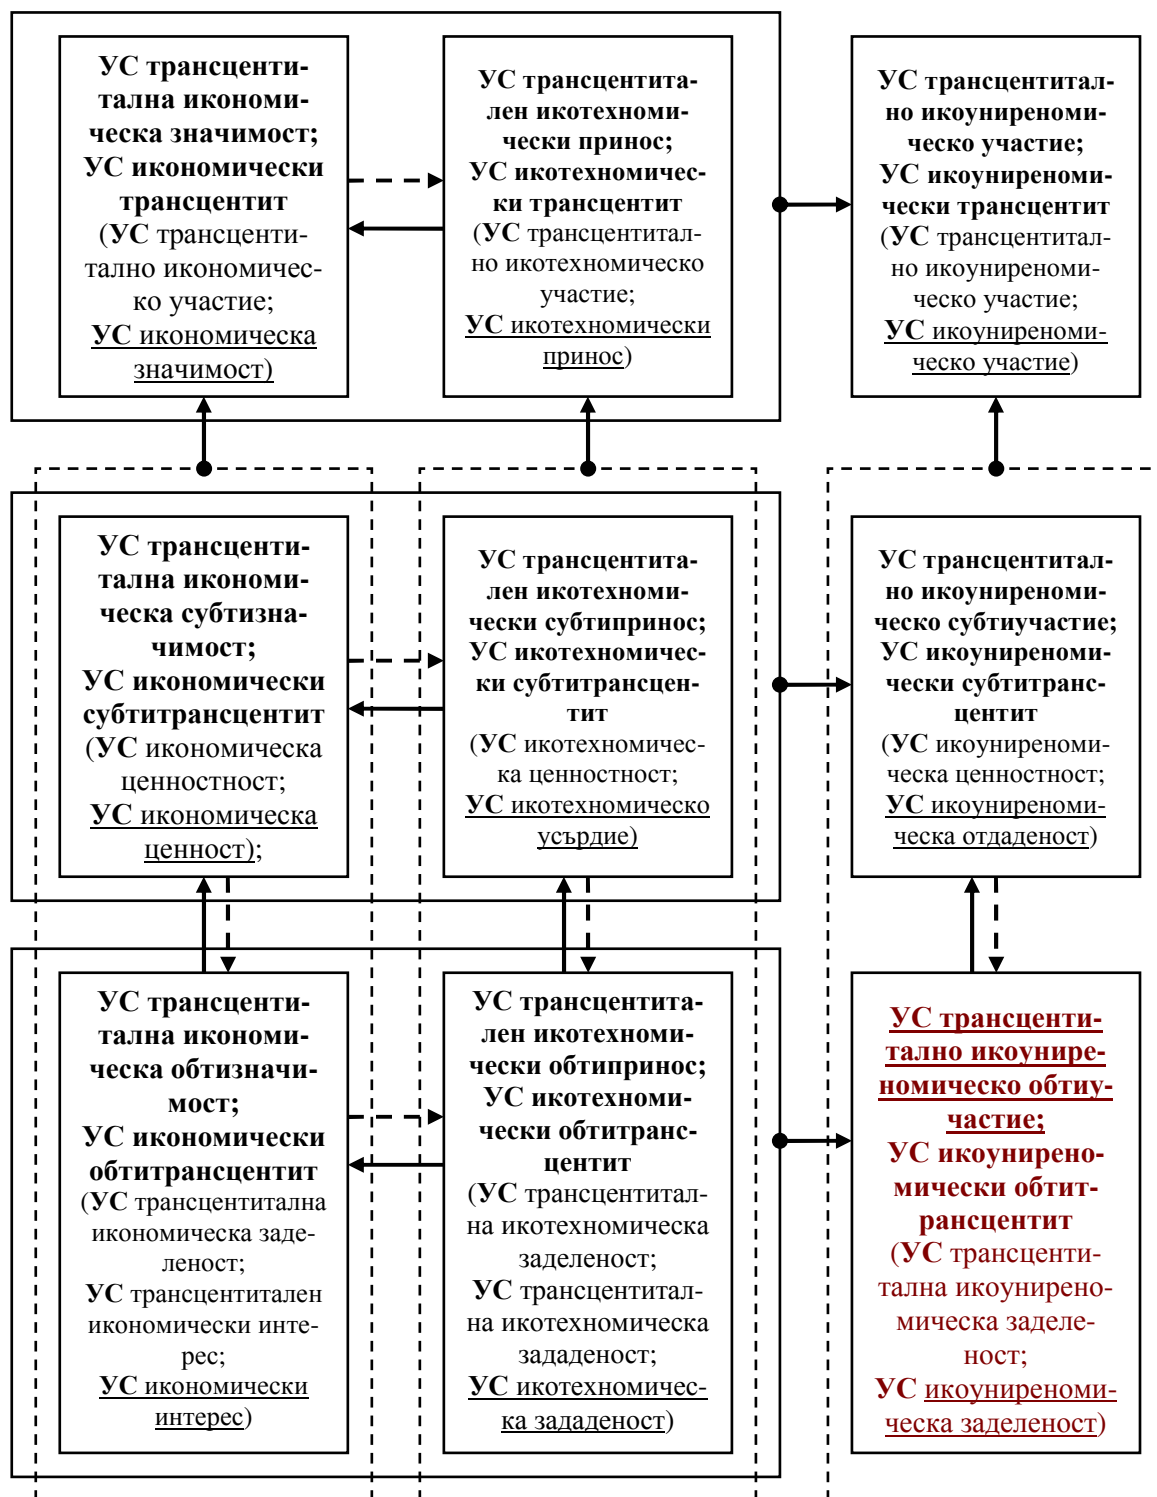 УС трансценти-
тална икономи-
ческа значимост;
УС икономически
трансцентит
(УС трансценти-
тално икономичес-
ко участие;
УС икономическа
значимост)
УС трансцентита-
лен икотехноми-
чески принос;
УС икотехномичес-
ки трансцентит
(УС трансцентитал-
но икотехномическо
участие;
УС икотехномически
принос)
УС трансцентитал-
но икоуниреноми-
ческо участие;
УС икоуниреноми-
чески трансцентит
(УС трансцентитал-
но икоуниреноми-
ческо участие;
УС икоуниреноми-
ческо участие)
УС трансценти-
тална икономи-
ческа субтизна-
чимост;
УС икономически
субтитрансцентит
(УС икономическа
ценностност;
УС икономическа
ценност);
УС трансцентита-
лен икотехноми-
чески субтипринос;
УС икотехномичес-
ки субтитрансцен-
тит
(УС икотехномичес-
ка ценностност;
УС икотехномическо
усърдие)
УС трансцентитал-
но икоуниреноми-
ческо субтиучастие;
УС икоуниреноми-
чески субтитранс-
центит
(УС икоуниреноми-
ческа ценностност;
УС икоуниреноми-
ческа отдаденост)
УС трансценти-
тална икономи-
ческа обтизначи-
мост;
УС икономически
обтитрансцентит
(УС трансцентитална
икономическа заде-
леност;
УС трансцентитален
икономически инте-
рес;
УС икономически
интерес)
УС трансцентита-
лен икотехноми-
чески обтипринос;
УС икотехноми-
чески обтитранс-
центит
(УС трансцентитал-
на икотехномическа
заделеност;
УС трансцентитал-
на икотехномическа
зададеност;
УС икотехномичес-
ка зададеност)
УС трансценти-
тално икоунире-
номическо обтиу-
частие;
УС икоунирено-
мически обтит-
рансцентит
(УС трансценти-
тална икоунирено-
мическа заделе-
ност;
УС икоуниреноми-
ческа заделеност)